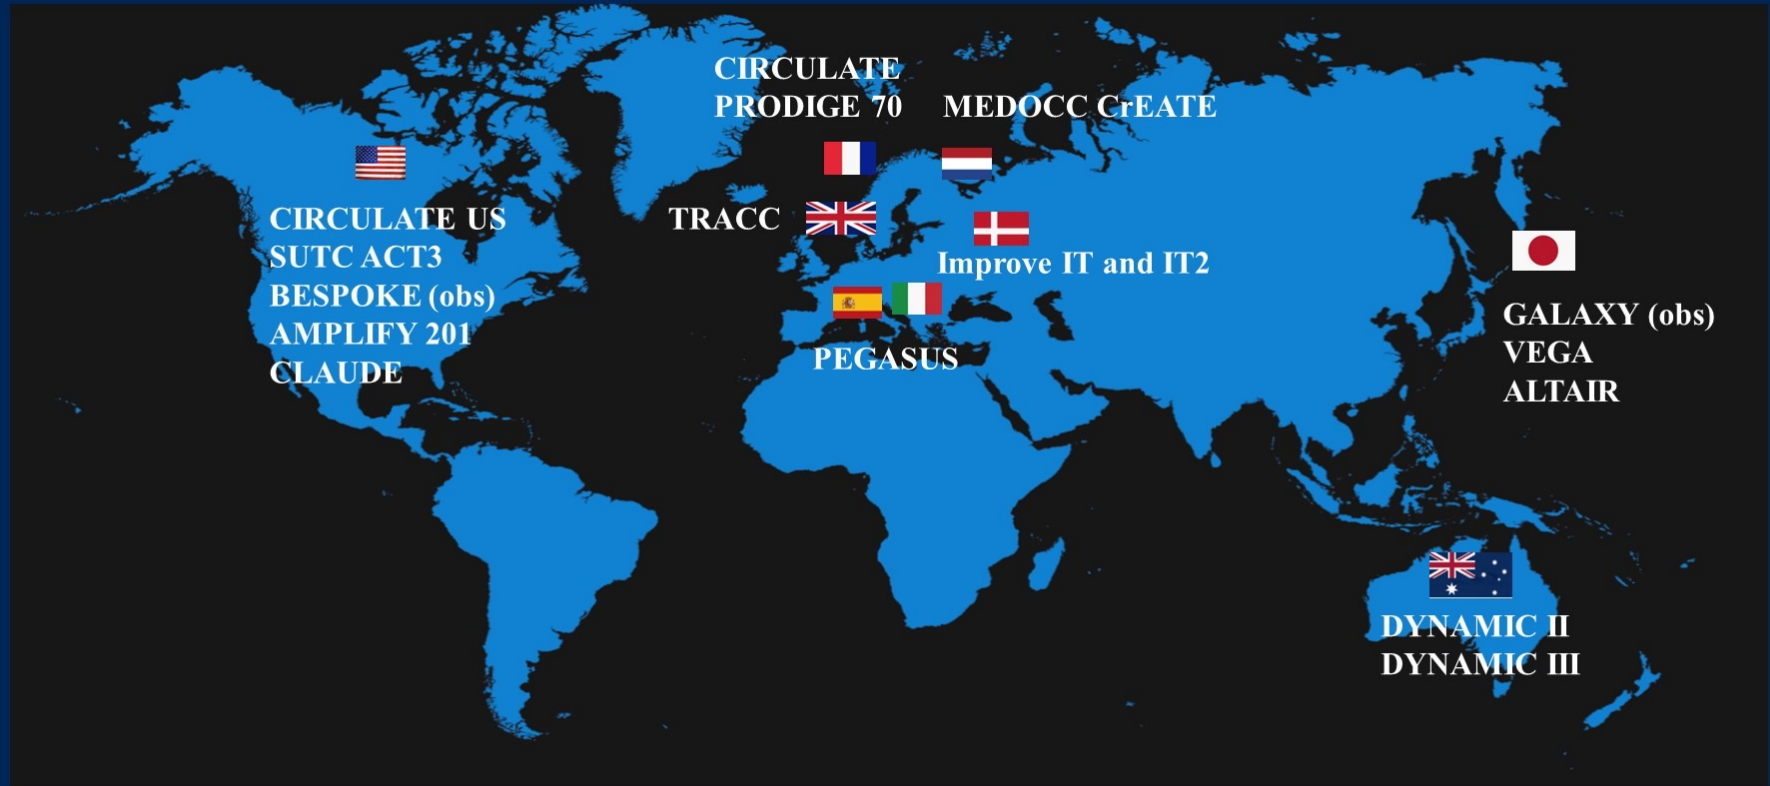 CIRCULATE
PRODIGE 70
MEDOCC CrEATE
CIRCULATE US
SUTC ACT3
BESPOKE (obs)
AMPLIFY 201
CLAUDE
TRACC
Improve IT and IT2
PEGASUS
GALAXY (obs)
VEGA
ALTAIR
DYNAMIC II
DYNAMIC III